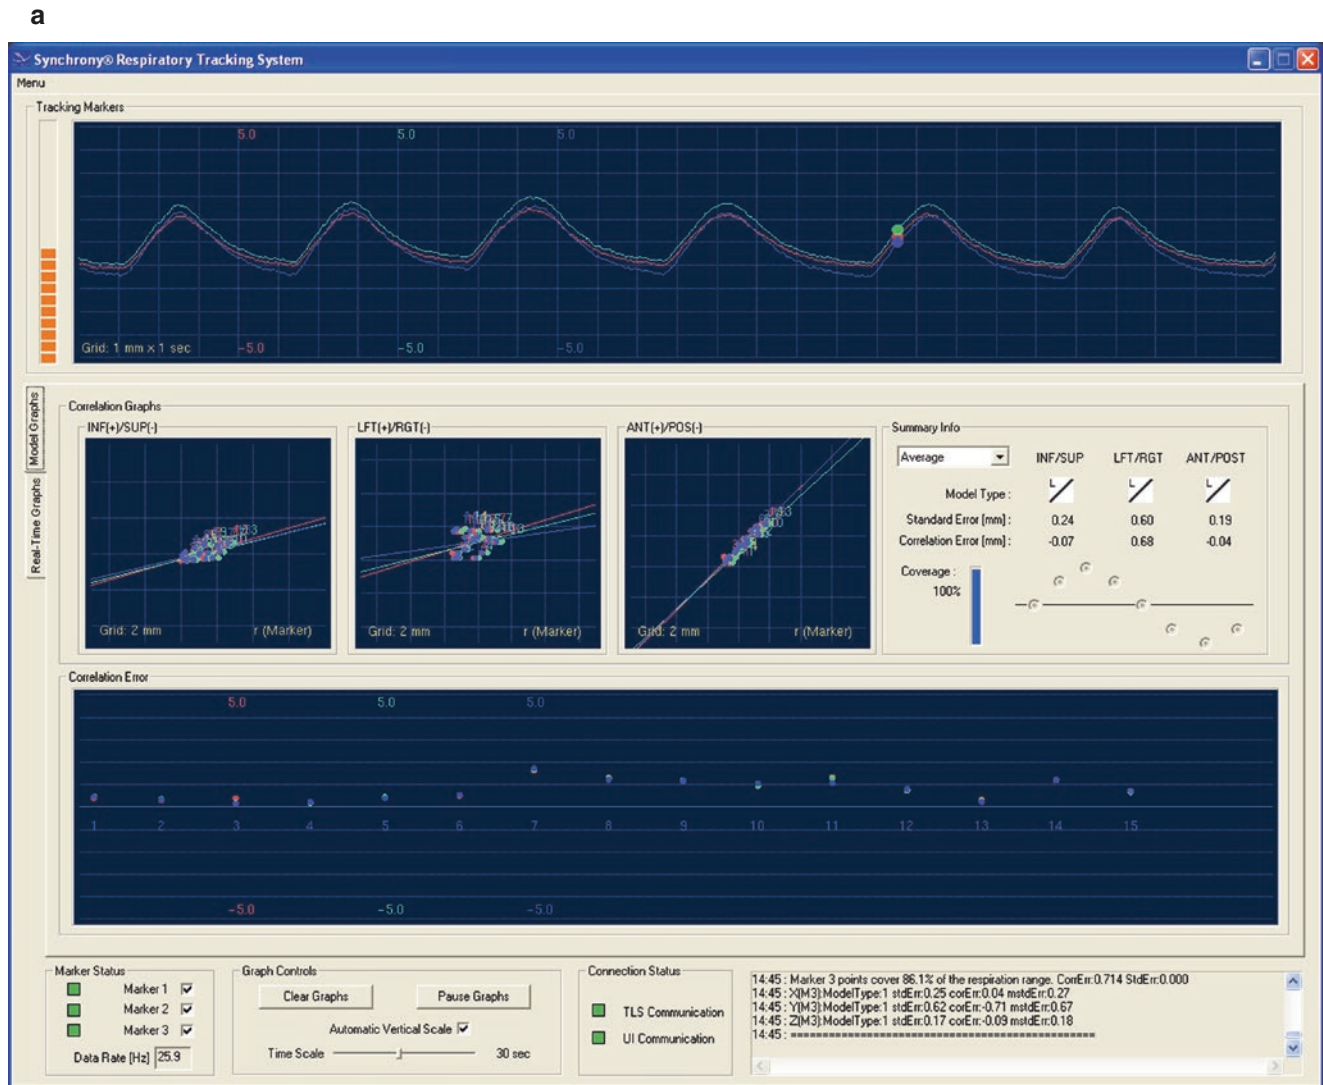 a
Synchrony® Respiratory Tracking System
Menu
Tracking Markers
5.0 5.0 5.0
Grid: 1 mm × 1 sec -5.0 -5.0 -5.0
Model Graphs
Real-Time Graphs
Correlation Graphs
INF(+)/SUP(-) LFT(+)/RGT(-) ANT(+)/POS(-)
Grid: 2 mm r (Marker) Grid: 2 mm r (Marker) Grid: 2 mm r (Marker)
Summary Info
Average INF/SUP LFT/RGT ANT/POST
Model Type : L L L
Standard Error [mm] : 0.24 0.60 0.19
Correlation Error [mm] : -0.07 0.68 -0.04
Coverage :
100%
Correlation Error
5.0 5.0 5.0
1 2 3 4 5 6 7 8 9 10 11 12 13 14 15
-5.0 -5.0 -5.0
Marker Status
Marker 1
Marker 2
Marker 3
Data Rate [Hz] 25.9
Graph Controls
Clear Graphs Pause Graphs
Automatic Vertical Scale
Time Scale 30 sec
Connection Status
TLS Communication
UI Communication
14:45 : Marker 3 points cover 86.1% of the respiration range. CorrErr:0.714 StdErr:0.000
14:45 : X(M3):ModelType:1 stdErr:0.25 corErr:0.04 mstdErr:0.27
14:45 : Y(M3):ModelType:1 stdErr:0.62 corErr:-0.71 mstdErr:0.67
14:45 : Z(M3):ModelType:1 stdErr:0.17 corErr:-0.09 mstdErr:0.18
14:45 : =============================================